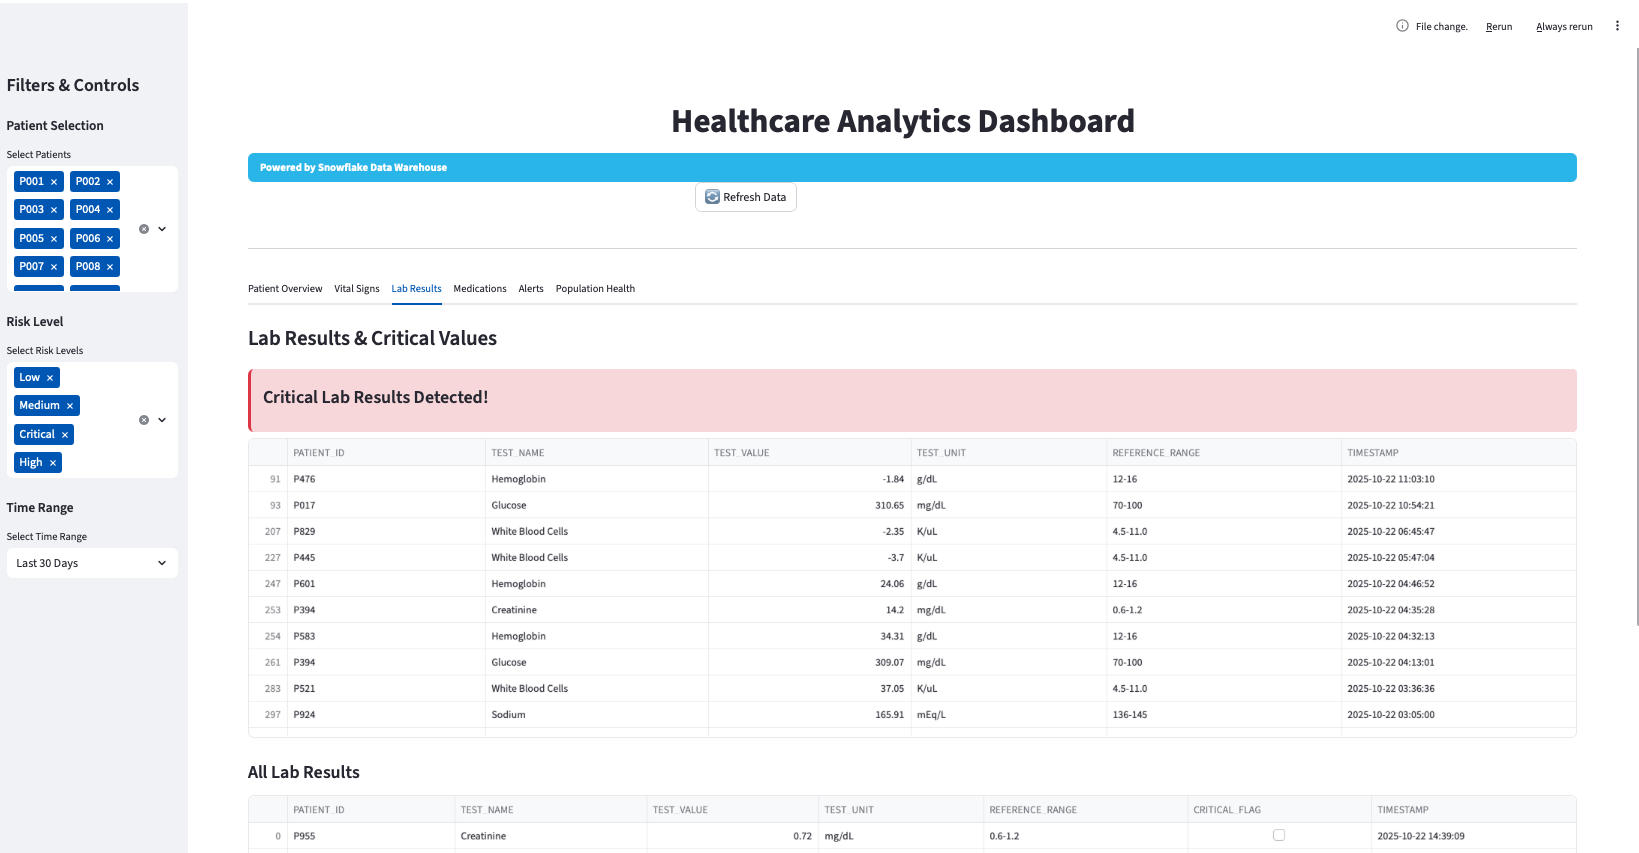 File change. Rerun Always rerun
Filters & Controls
Patient Selection
Select Patients
P001 × P002 ×
P003 × P004 ×
P005 × P006 ×
P007 × P008 ×
Risk Level
Select Risk Levels
Low ×
Medium ×
Critical ×
High ×
Time Range
Select Time Range
Last 30 Days
Healthcare Analytics Dashboard
Powered by Snowflake Data Warehouse
Refresh Data
Patient Overview Vital Signs Lab Results Medications Alerts Population Health
Lab Results & Critical Values
Critical Lab Results Detected!
PATIENT_ID TEST_NAME TEST_VALUE TEST_UNIT REFERENCE_RANGE TIMESTAMP
91 P476 Hemoglobin -1.84 g/dL 12-16 2025-10-22 11:03:10
93 P017 Glucose 310.65 mg/dL 70-100 2025-10-22 10:54:21
207 P829 White Blood Cells -2.35 K/uL 4.5-11.0 2025-10-22 06:45:47
227 P445 White Blood Cells -3.7 K/uL 4.5-11.0 2025-10-22 05:47:04
247 P601 Hemoglobin 24.06 g/dL 12-16 2025-10-22 04:46:52
253 P394 Creatinine 14.2 mg/dL 0.6-1.2 2025-10-22 04:35:28
254 P583 Hemoglobin 34.31 g/dL 12-16 2025-10-22 04:32:13
261 P394 Glucose 309.07 mg/dL 70-100 2025-10-22 04:13:01
283 P521 White Blood Cells 37.05 K/uL 4.5-11.0 2025-10-22 03:36:36
297 P924 Sodium 165.91 mEq/L 136-145 2025-10-22 03:05:00
All Lab Results
PATIENT_ID TEST_NAME TEST_VALUE TEST_UNIT REFERENCE_RANGE CRITICAL_FLAG TIMESTAMP
0 P955 Creatinine 0.72 mg/dL 0.6-1.2 2025-10-22 14:39:09